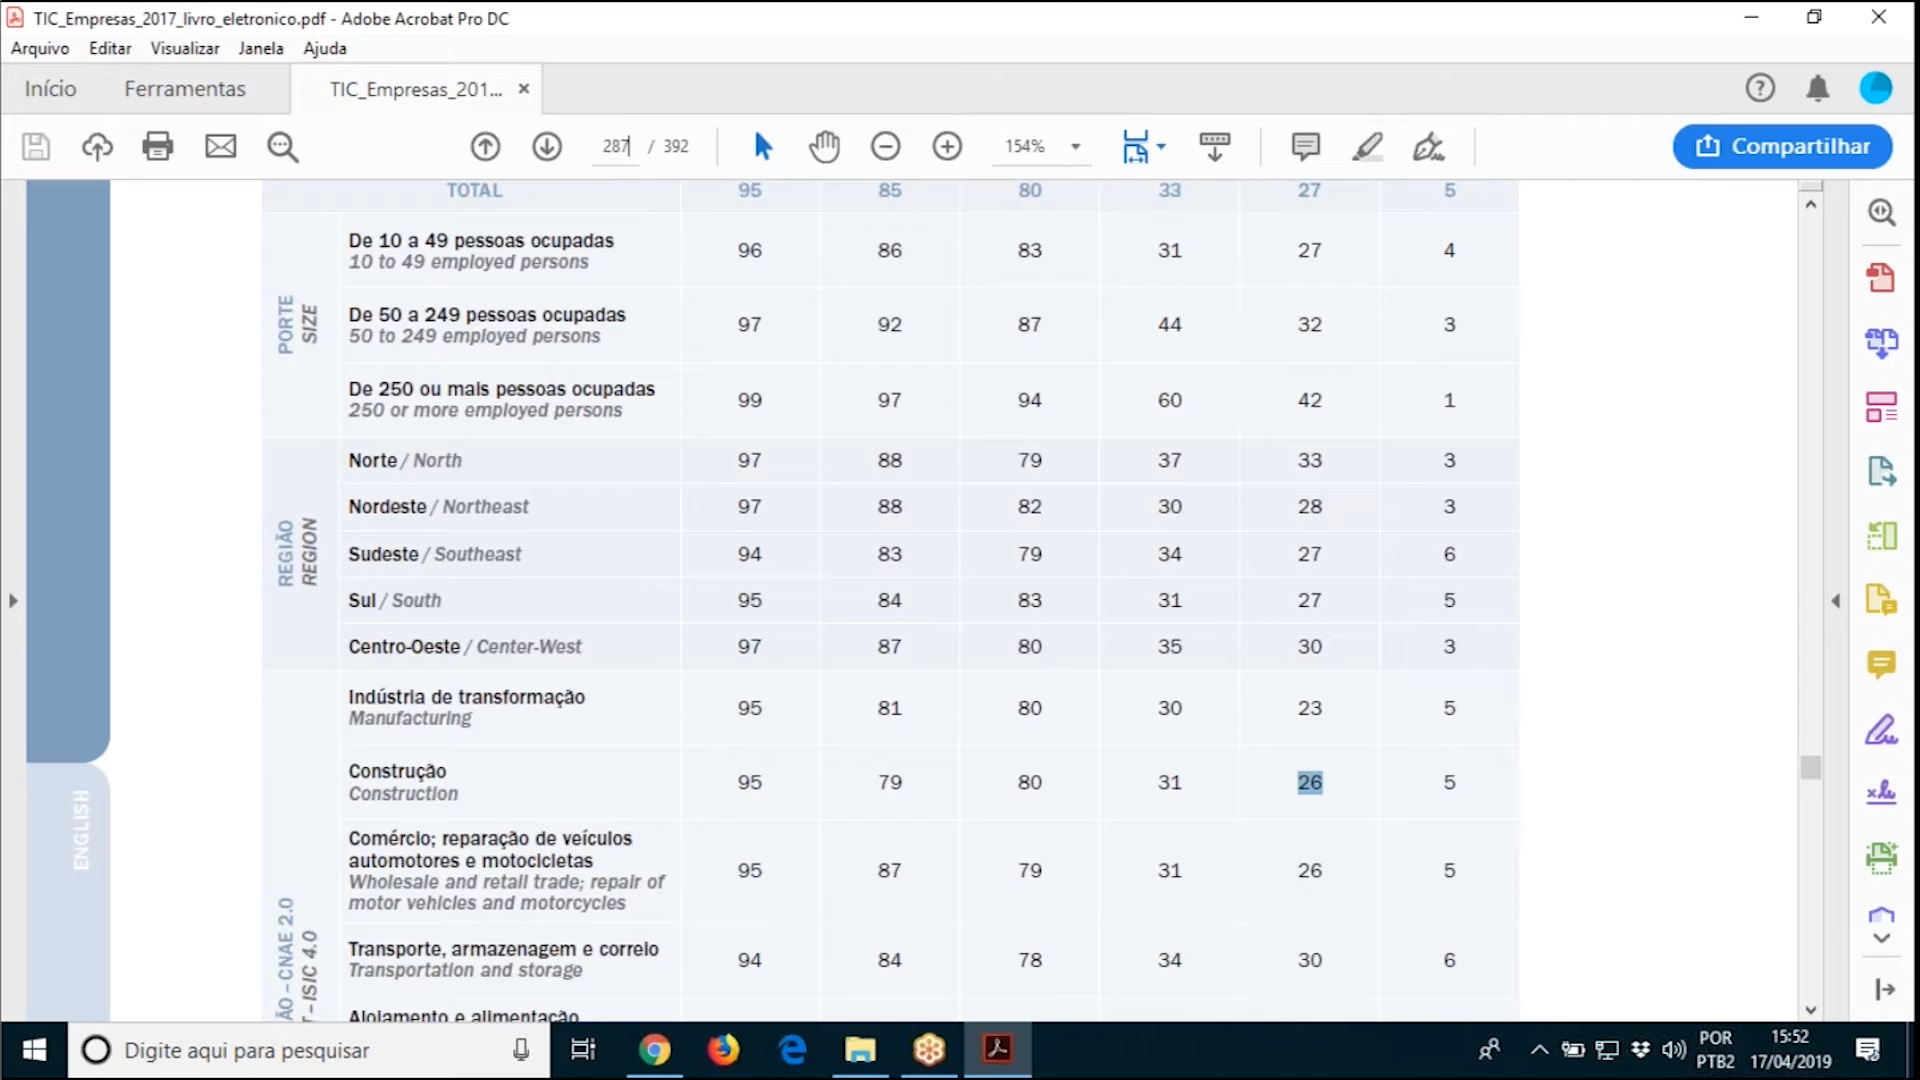 TIC_Empresas_2017_livro_eletronico.pdf - Adobe Acrobat Pro DC
Arquivo Editar Visualizar Janela Ajuda
Início Ferramentas TIC_Empresas_201... ×
287 / 392 154% Compartilhar
TOTAL 95 85 80 33 27 5
PORTE
SIZE
De 10 a 49 pessoas ocupadas
10 to 49 employed persons
96 86 83 31 27 4
De 50 a 249 pessoas ocupadas
50 to 249 employed persons
97 92 87 44 32 3
De 250 ou mais pessoas ocupadas
250 or more employed persons
99 97 94 60 42 1
REGIÃO
REGION
Norte / North 97 88 79 37 33 3
Nordeste / Northeast 97 88 82 30 28 3
Sudeste / Southeast 94 83 79 34 27 6
Sul / South 95 84 83 31 27 5
Centro-Oeste / Center-West 97 87 80 35 30 3
ÃO – CNAE 2.0
T – ISIC 4.0
Indústria de transformação
Manufacturing
95 81 80 30 23 5
Construção
Construction
95 79 80 31 26 5
Comércio; reparação de veículos
automotores e motocicletas
Wholesale and retail trade; repair of
motor vehicles and motorcycles
95 87 79 31 26 5
Transporte, armazenagem e correio
Transportation and storage
94 84 78 34 30 6
Alojamento e alimentação
ENGLISH
Digite aqui para pesquisar
POR
PTB2
15:52
17/04/2019